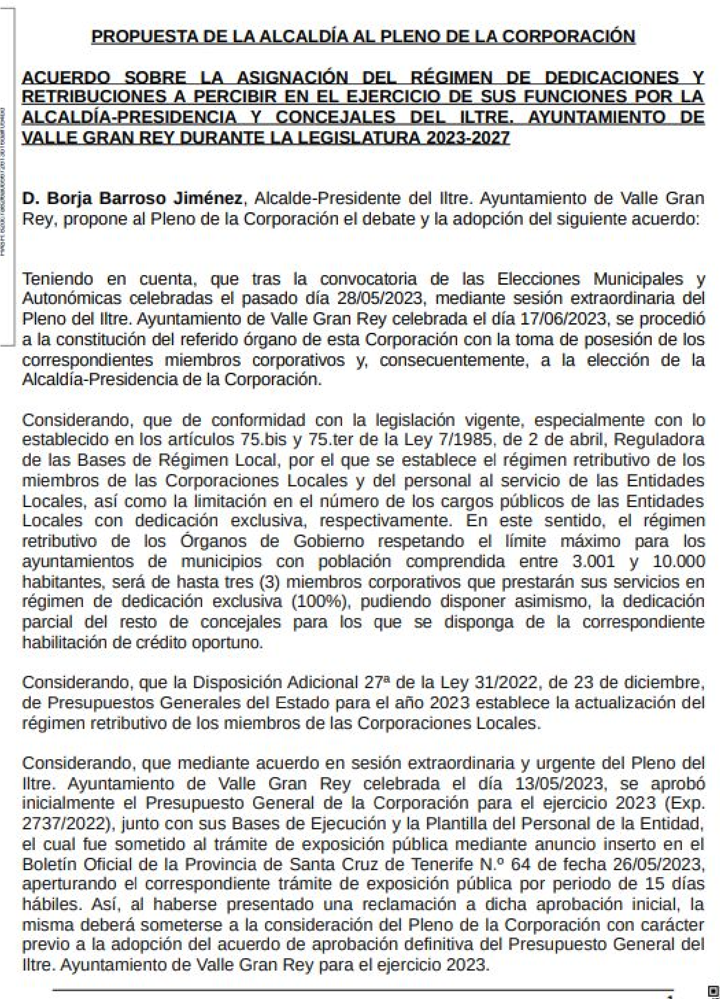 PROPUESTA DE LA ALCALDÍA AL PLENO DE LA CORPORACIÓN
ACUERDO SOBRE LA ASIGNACIÓN DEL RÉGIMEN DE DEDICACIONES Y
RETRIBUCIONES A PERCIBIR EN EL EJERCICIO DE SUS FUNCIONES POR LA
ALCALDÍA-PRESIDENCIA Y CONCEJALES DEL ILTRE. AYUNTAMIENTO DE
VALLE GRAN REY DURANTE LA LEGISLATURA 2023-2027
D. Borja Barroso Jiménez, Alcalde-Presidente del Iltre. Ayuntamiento de Valle Gran
Rey, propone al Pleno de la Corporación el debate y la adopción del siguiente acuerdo:
Teniendo en cuenta, que tras la convocatoria de las Elecciones Municipales y
Autonómicas celebradas el pasado día 28/05/2023, mediante sesión extraordinaria del
Pleno del Iltre. Ayuntamiento de Valle Gran Rey celebrada el día 17/06/2023, se procedió
a la constitución del referido órgano de esta Corporación con la toma de posesión de los
correspondientes miembros corporativos y, consecuentemente, a la elección de la
Alcaldía-Presidencia de la Corporación.
Considerando, que de conformidad con la legislación vigente, especialmente con lo
establecido en los artículos 75.bis y 75.ter de la Ley 7/1985, de 2 de abril, Reguladora
de las Bases de Régimen Local, por el que se establece el régimen retributivo de los
miembros de las Corporaciones Locales y del personal al servicio de las Entidades
Locales, así como la limitación en el número de los cargos públicos de las Entidades
Locales con dedicación exclusiva, respectivamente. En este sentido, el régimen
retributivo de los Órganos de Gobierno respetando el límite máximo para los
ayuntamientos de municipios con población comprendida entre 3.001 y 10.000
habitantes, será de hasta tres (3) miembros corporativos que prestarán sus servicios en
régimen de dedicación exclusiva (100%), pudiendo disponer asimismo, la dedicación
parcial del resto de concejales para los que se disponga de la correspondiente
habilitación de crédito oportuno.
Considerando, que la Disposición Adicional 27ª de la Ley 31/2022, de 23 de diciembre,
de Presupuestos Generales del Estado para el año 2023 establece la actualización del
régimen retributivo de los miembros de las Corporaciones Locales.
Considerando, que mediante acuerdo en sesión extraordinaria y urgente del Pleno del
Iltre. Ayuntamiento de Valle Gran Rey celebrada el día 13/05/2023, se aprobó
inicialmente el Presupuesto General de la Corporación para el ejercicio 2023 (Exp.
2737/2022), junto con sus Bases de Ejecución y la Plantilla del Personal de la Entidad,
el cual fue sometido al trámite de exposición pública mediante anuncio inserto en el
Boletín Oficial de la Provincia de Santa Cruz de Tenerife N.º 64 de fecha 26/05/2023,
aperturando el correspondiente trámite de exposición pública por periodo de 15 días
hábiles. Así, al haberse presentado una reclamación a dicha aprobación inicial, la
misma deberá someterse a la consideración del Pleno de la Corporación con carácter
previo a la adopción del acuerdo de aprobación definitiva del Presupuesto General del
Iltre. Ayuntamiento de Valle Gran Rey para el ejercicio 2023.